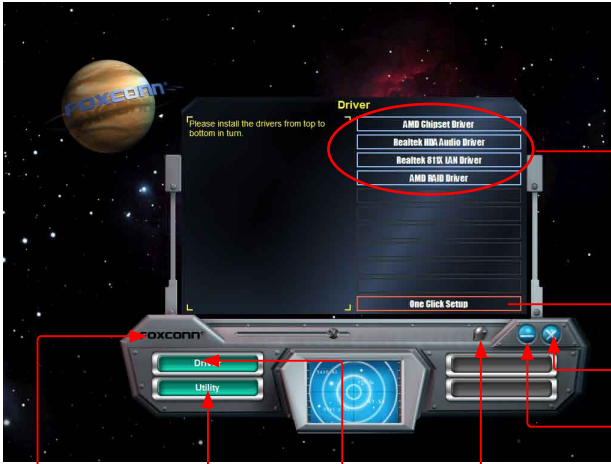 FOXCONN
Driver
Please install the drivers from top to
bottom in turn.
AMD Chipset Driver
Realtek HDA Audio Driver
Realtek 811X LAN Driver
AMD RAID Driver
One Click Setup
FOXCONN
Driver
Utility